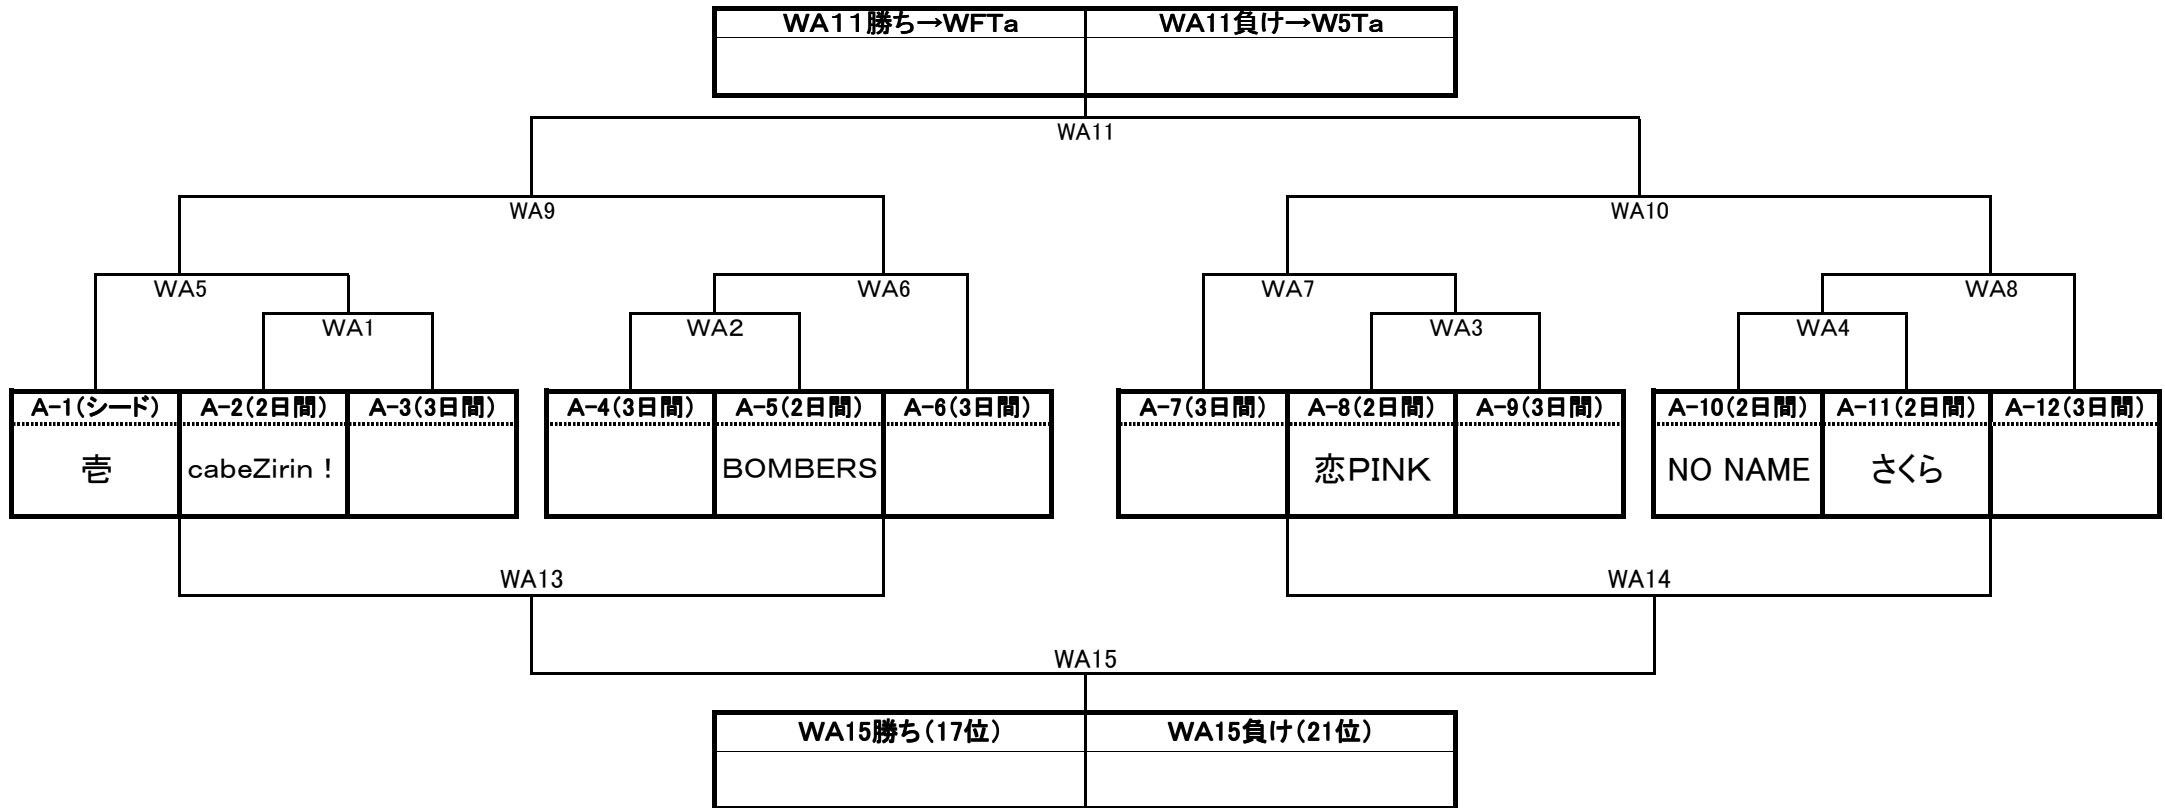 WA11勝ち→WFTa WA11負け→W5Ta
WA11
WA9 WA10
WA5 WA6 WA7 WA8
WA1 WA2 WA3 WA4
A-1(シード) A-2(2日間) A-3(3日間) A-4(3日間) A-5(2日間) A-6(3日間) A-7(3日間) A-8(2日間) A-9(3日間) A-10(2日間) A-11(2日間) A-12(3日間)
壱 cabeZirin! BOMBERS 恋PINK NO NAME さくら
WA13 WA14
WA15
WA15勝ち(17位) WA15負け(21位)